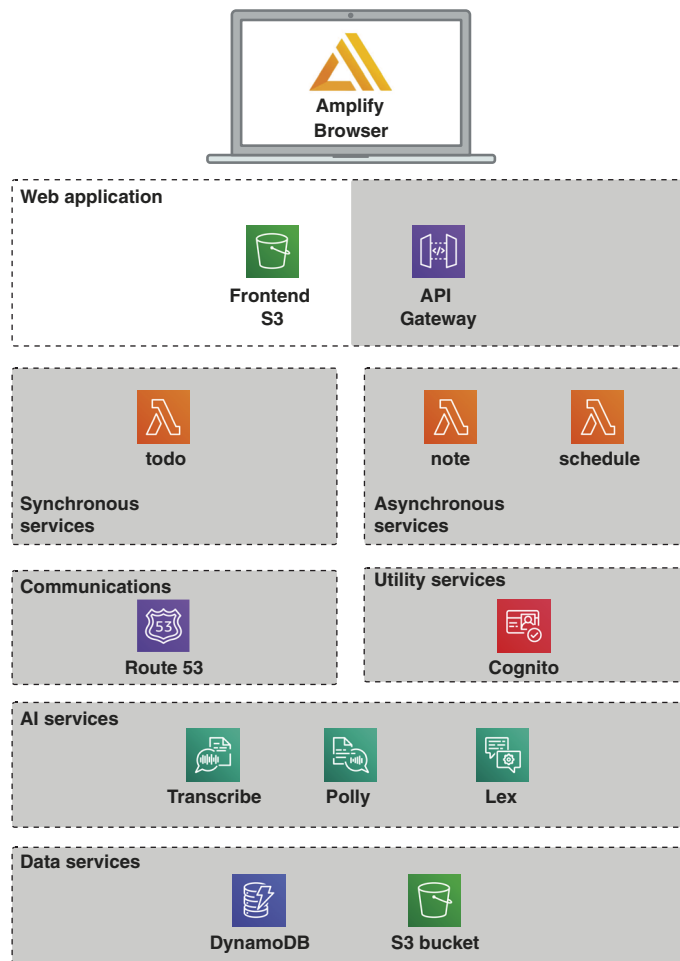 Amplify
Browser
Web application
Frontend
S3
API
Gateway
todo
Synchronous
services
note
schedule
Asynchronous
services
Communications
53
Route 53
Utility services
Cognito
AI services
Transcribe
Polly
Lex
Data services
DynamoDB
S3 bucket